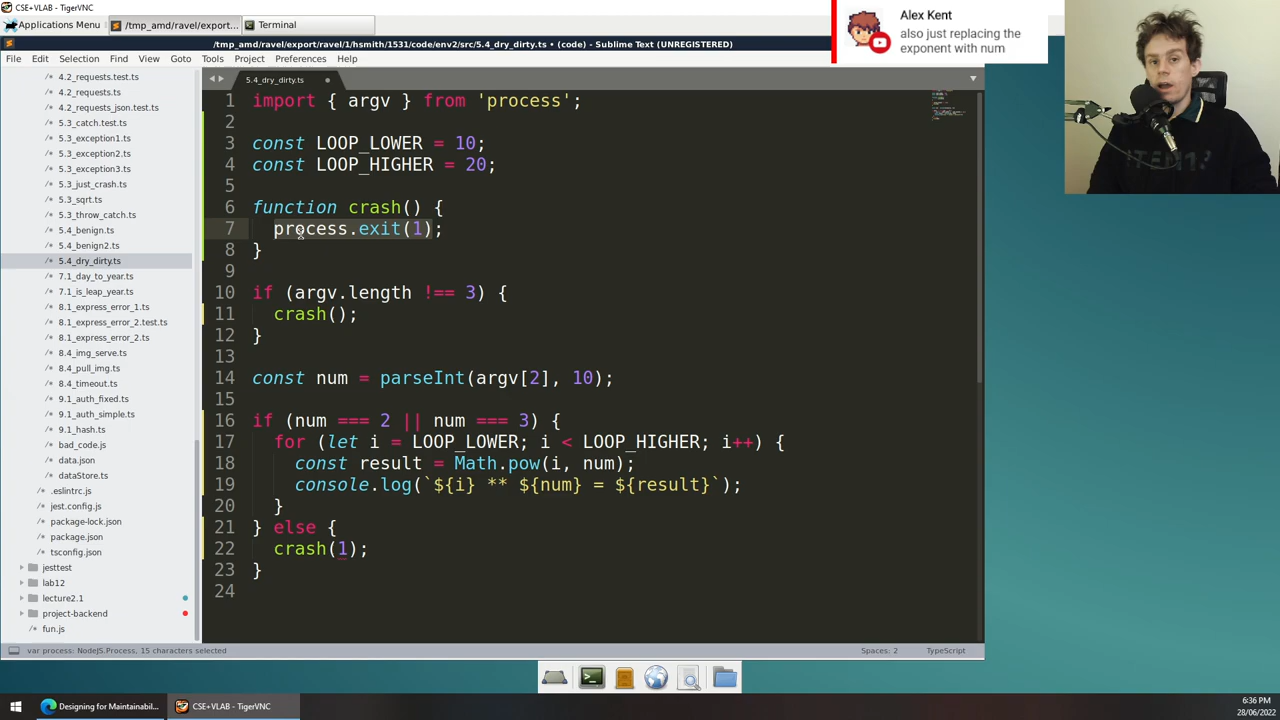 CSE+VLAB - TigerVNC
Applications Menu
/tmp_amd/ravel/export...
Terminal
/tmp_amd/ravel/export/ravel/1/hsmith/1531/code/env2/src/5.4_dry_dirty.ts • (code) - Sublime Text (UNREGISTERED)
File Edit Selection Find View Goto Tools Project Preferences Help
Alex Kent
also just replacing the
exponent with num
4.2_requests.test.ts
4.2_requests.ts
4.2_requests_json.test.ts
5.3_catch.test.ts
5.3_exception1.ts
5.3_exception2.ts
5.3_exception3.ts
5.3_just_crash.ts
5.3_sqrt.ts
5.3_throw_catch.ts
5.4_benign.ts
5.4_benign2.ts
5.4_dry_dirty.ts
7.1_day_to_year.ts
7.1_is_leap_year.ts
8.1_express_error_1.ts
8.1_express_error_2.test.ts
8.1_express_error_2.ts
8.4_img_serve.ts
8.4_pull_img.ts
8.4_timeout.ts
9.1_auth_fixed.ts
9.1_auth_simple.ts
9.1_hash.ts
bad_code.js
data.json
dataStore.ts
.eslintrc.js
jest.config.js
package-lock.json
package.json
tsconfig.json
jesttest
lab12
lecture2.1
project-backend
fun.js
5.4_dry_dirty.ts
1 import { argv } from 'process';
2
3 const LOOP_LOWER = 10;
4 const LOOP_HIGHER = 20;
5
6 function crash() {
7 process.exit(1);
8 }
9
10 if (argv.length !== 3) {
11 crash();
12 }
13
14 const num = parseInt(argv[2], 10);
15
16 if (num === 2 || num === 3) {
17 for (let i = LOOP_LOWER; i < LOOP_HIGHER; i++) {
18 const result = Math.pow(i, num);
19 console.log(`${i} ** ${num} = ${result}`);
20 }
21 } else {
22 crash(1);
23 }
24
var process: NodeJS.Process, 15 characters selected
Spaces: 2
TypeScript
Designing for Maintainabil...
CSE+VLAB - TigerVNC
6:36 PM
28/06/2022